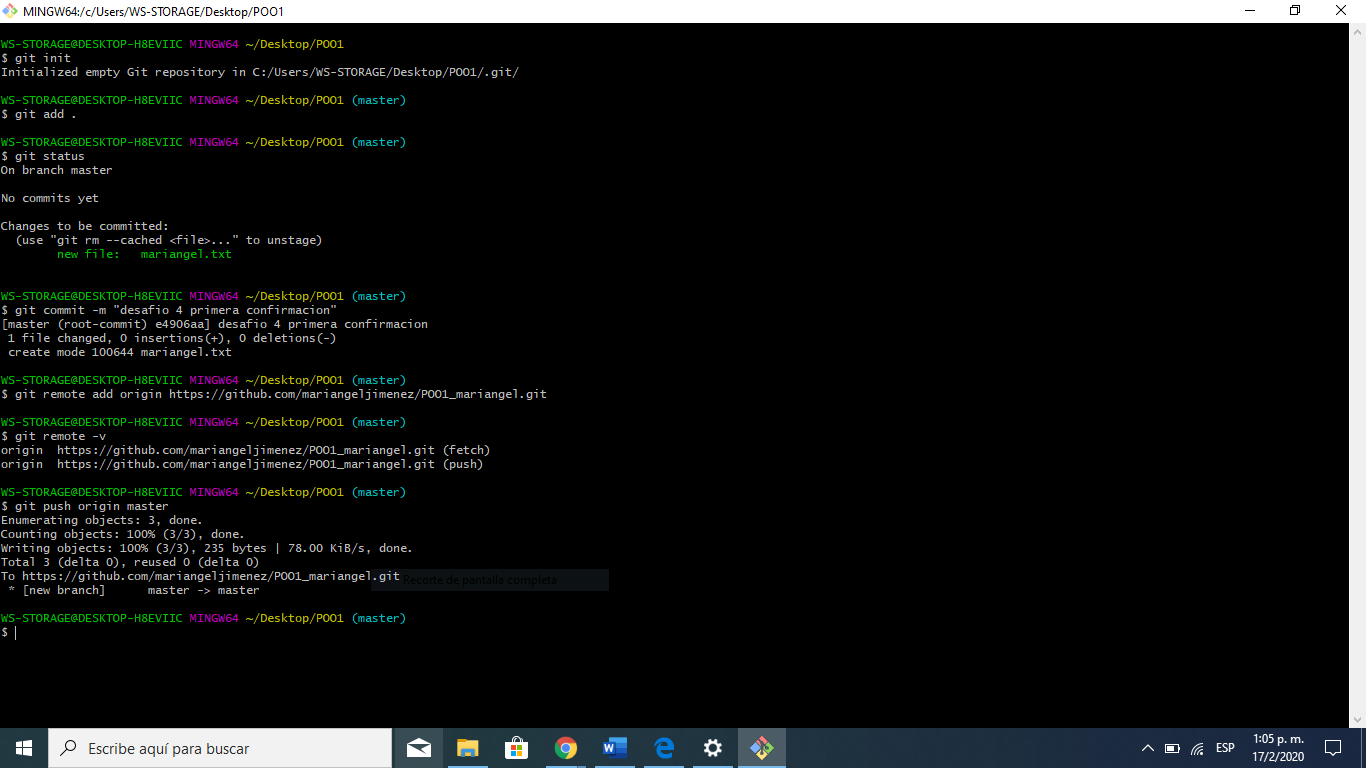 MINGW64:/c/Users/WS-STORAGE/Desktop/POO1
WS-STORAGE@DESKTOP-H8EVIIC MINGW64 ~/Desktop/POO1
$ git init
Initialized empty Git repository in C:/Users/WS-STORAGE/Desktop/POO1/.git/
WS-STORAGE@DESKTOP-H8EVIIC MINGW64 ~/Desktop/POO1 (master)
$ git add .
WS-STORAGE@DESKTOP-H8EVIIC MINGW64 ~/Desktop/POO1 (master)
$ git status
On branch master
No commits yet
Changes to be committed:
  (use "git rm --cached <file>..." to unstage)
        new file:   mariangel.txt
WS-STORAGE@DESKTOP-H8EVIIC MINGW64 ~/Desktop/POO1 (master)
$ git commit -m "desafio 4 primera confirmacion"
[master (root-commit) e4906aa] desafio 4 primera confirmacion
 1 file changed, 0 insertions(+), 0 deletions(-)
 create mode 100644 mariangel.txt
WS-STORAGE@DESKTOP-H8EVIIC MINGW64 ~/Desktop/POO1 (master)
$ git remote add origin https://github.com/mariangeljimenez/POO1_mariangel.git
WS-STORAGE@DESKTOP-H8EVIIC MINGW64 ~/Desktop/POO1 (master)
$ git remote -v
origin  https://github.com/mariangeljimenez/POO1_mariangel.git (fetch)
origin  https://github.com/mariangeljimenez/POO1_mariangel.git (push)
WS-STORAGE@DESKTOP-H8EVIIC MINGW64 ~/Desktop/POO1 (master)
$ git push origin master
Enumerating objects: 3, done.
Counting objects: 100% (3/3), done.
Writing objects: 100% (3/3), 235 bytes | 78.00 KiB/s, done.
Total 3 (delta 0), reused 0 (delta 0)
To https://github.com/mariangeljimenez/POO1_mariangel.git
Recorte de pantalla completa
 * [new branch]      master -> master
WS-STORAGE@DESKTOP-H8EVIIC MINGW64 ~/Desktop/POO1 (master)
$
Escribe aquí para buscar
W
ESP
1:05 p. m.
17/2/2020